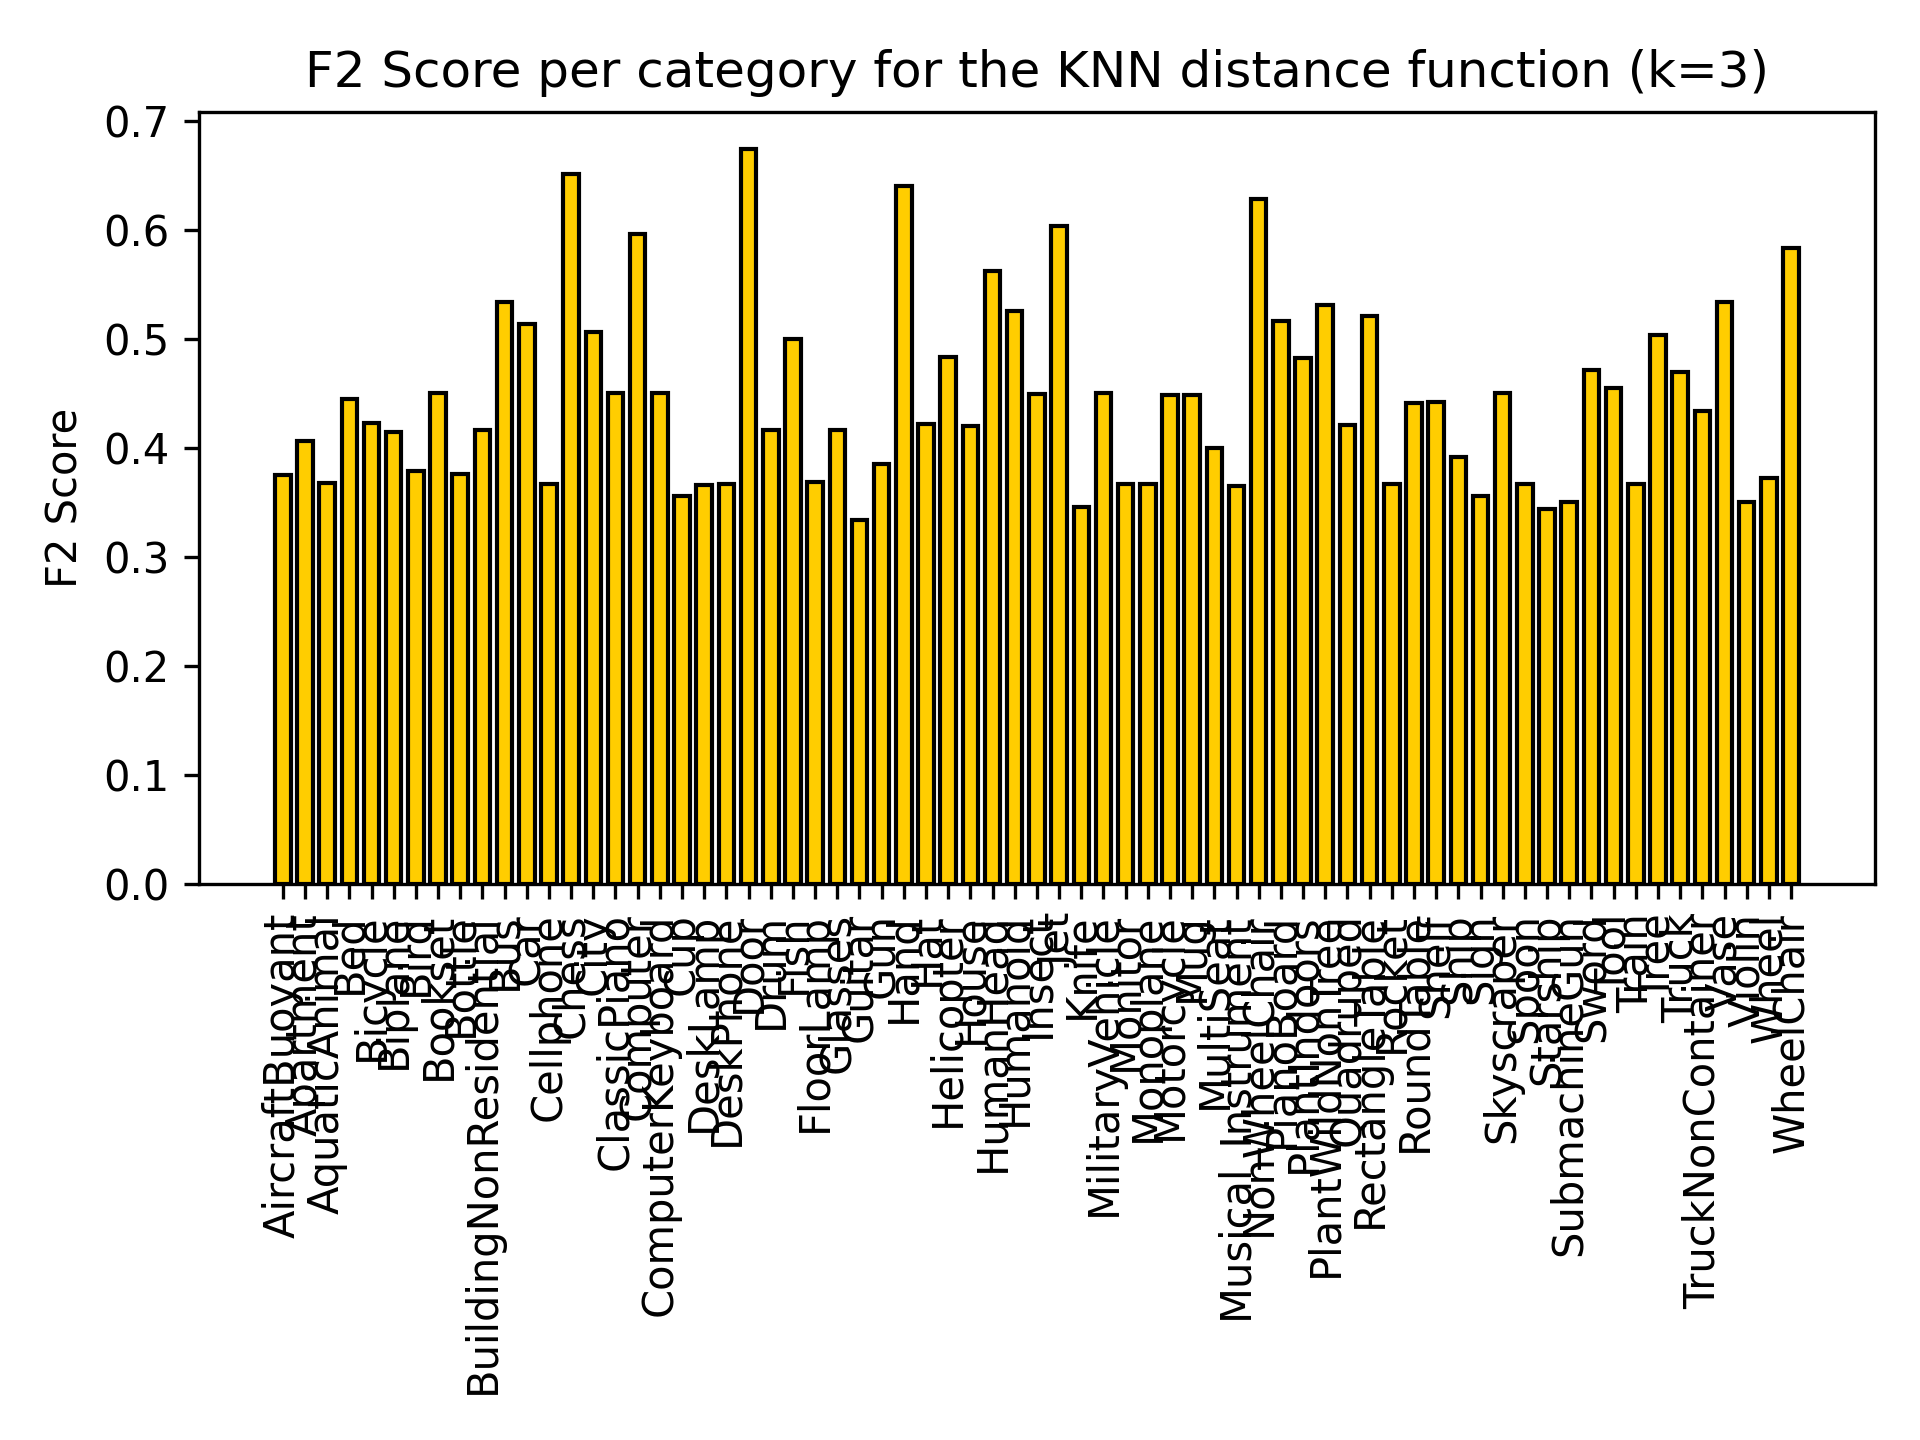 F2 Score per category for the KNN distance function (k=3)
F2 Score
0.7
0.6
0.5
0.4
0.3
0.2
0.1
0.0
AircraftBuoyant
Apartment
AquaticAnimal
Bed
Bicycle
Biplane
Bird
Bookset
Bottle
BuildingNonResidential
Bus
Car
Cellphone
Chess
City
ClassicPiano
Computer
ComputerKeyboard
Cup
DeskLamp
DeskPhone
Door
Drum
Fish
FloorLamp
Glasses
Guitar
Gun
Hand
Hat
Helicopter
House
HumanHead
Humanoid
Insect
Jet
Knife
MilitaryVehicle
Monitor
Monoplane
Motorcycle
Mug
MultiSeat
Musical_Instrument
NonWheelChair
PianoBoard
PlantIndoors
PlantWildNonTree
Quadruped
RectangleTable
Rocket
RoundTable
Shelf
Ship
Sign
Skyscraper
Spoon
Starship
SubmachineGun
Sword
Tool
Train
Tree
Truck
TruckNonContainer
Vase
Violin
Wheel
WheelChair